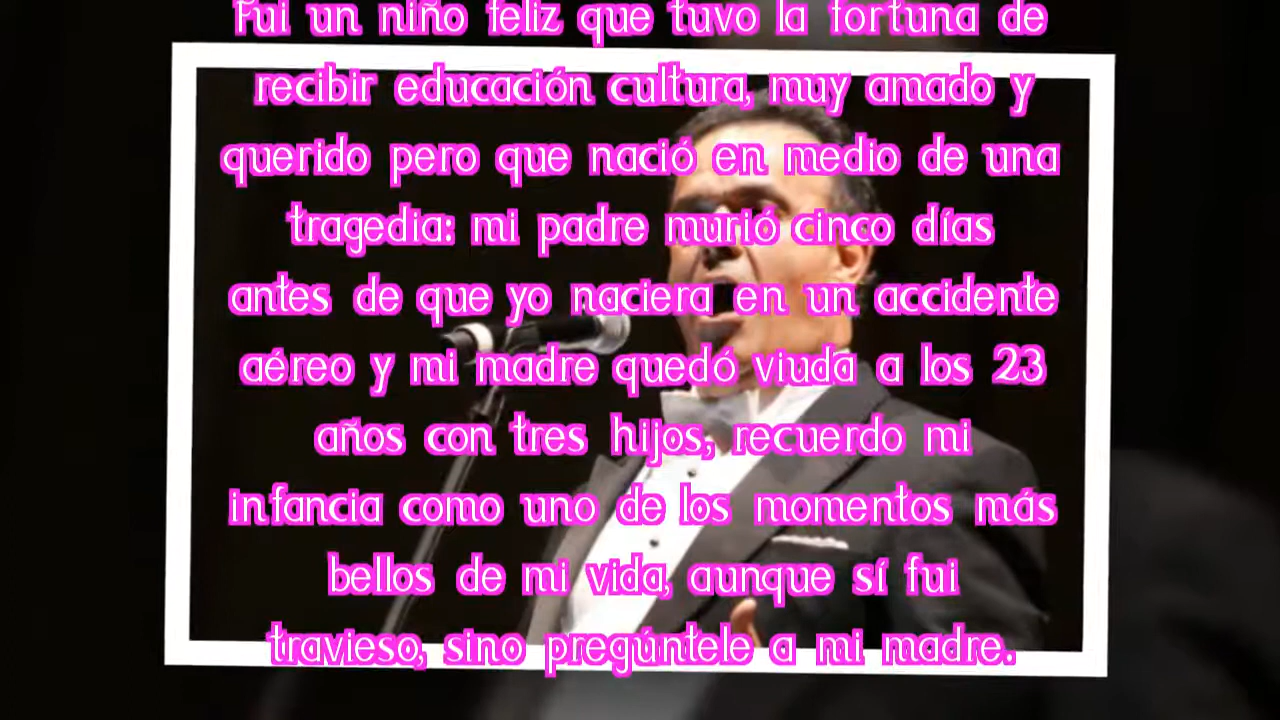 Fui un niño feliz que tuvo la fortuna de
recibir educación cultura, muy amado y
querido pero que nació en medio de una
tragedia: mi padre murió cinco días
antes de que yo naciera en un accidente
aéreo y mi madre quedó viuda a los 23
años con tres hijos, recuerdo mi
infancia como uno de los momentos más
bellos de mi vida, aunque sí fui
travieso, sino pregúntele a mi madre.